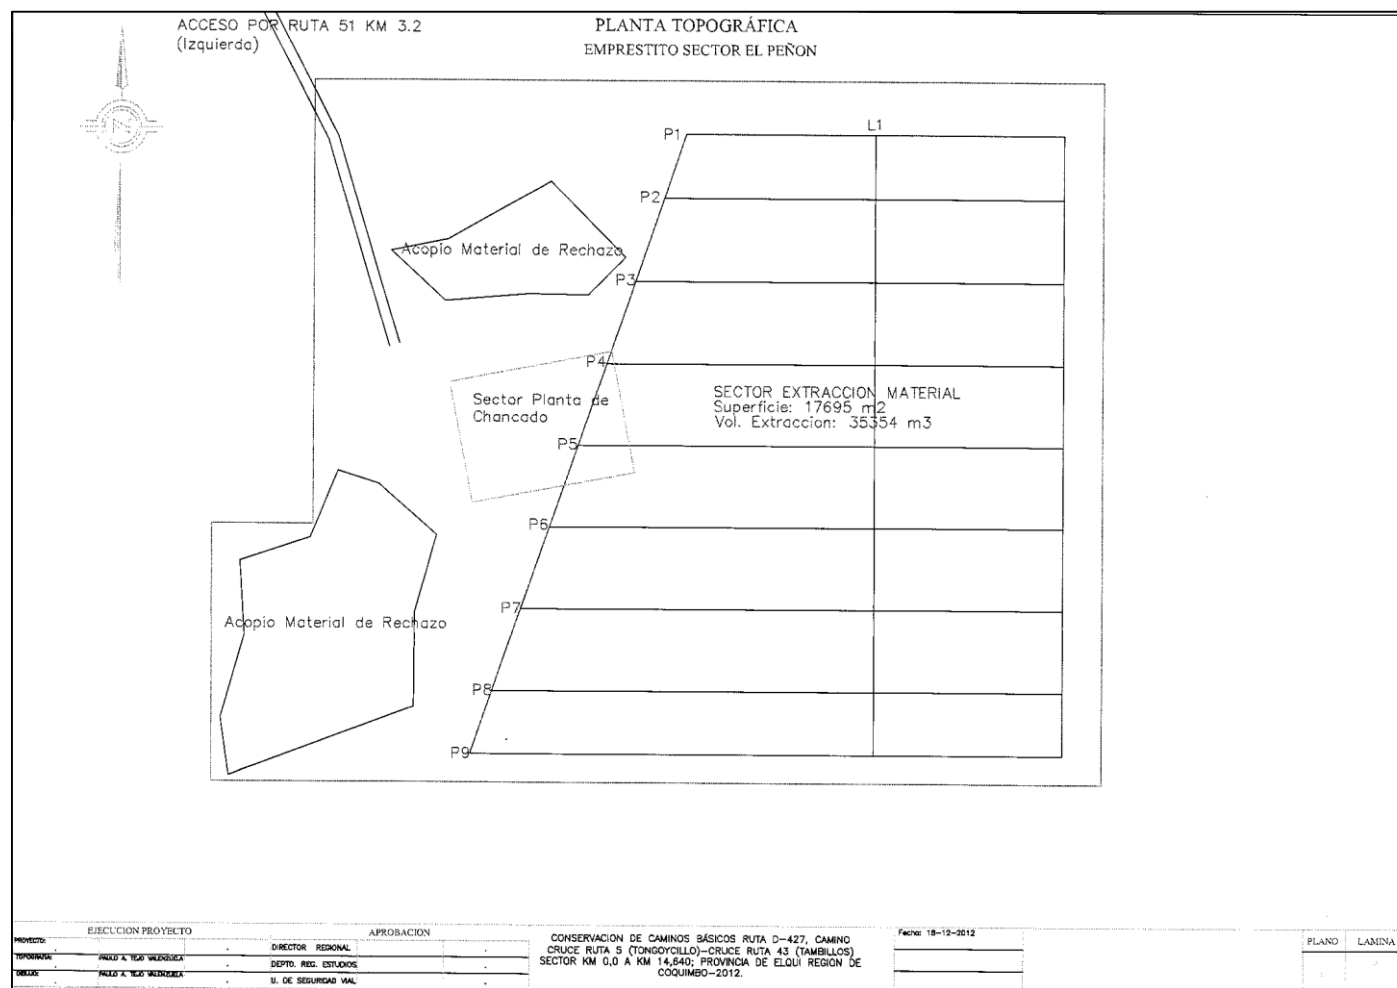 ACCESO POR RUTA 51 KM 3.2
(Izquierda)
PLANTA TOPOGRÁFICA
EMPRESTITO SECTOR EL PEÑON
N
P1
L1
P2
Acopio Material de Rechazo
P3
P4
Sector Planta de
Chancado
SECTOR EXTRACCION MATERIAL
Superficie: 17695 m2
Vol. Extraccion: 35354 m3
P5
P6
P7
Acopio Material de Rechazo
P8
P9
EJECUCION PROYECTO
APROBACION
PROYECTO:
DIRECTOR REGIONAL
TOPOGRAFIA:
PAULO A. TEJO VALENZUELA
DEPTO. REG. ESTUDIOS
DIBUJO:
PAULO A. TEJO VALENZUELA
U. DE SEGURIDAD VIAL
CONSERVACION DE CAMINOS BÁSICOS RUTA D-427, CAMINO
CRUCE RUTA 5 (TONGOYCILLO)-CRUCE RUTA 43 (TAMBILLOS)
SECTOR KM 0,0 A KM 14,640; PROVINCIA DE ELQUI REGION DE
COQUIMBO-2012.
Fecha: 18-12-2012
PLANO
LAMINA